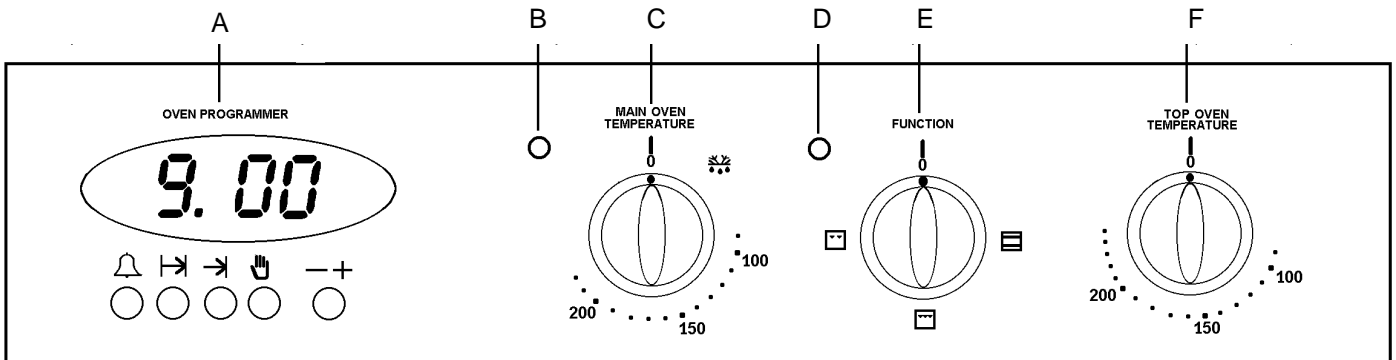 A B C D E F
OVEN PROGRAMMER
9.00
MAIN OVEN
TEMPERATURE
0
100
150
200
FUNCTION
0
TOP OVEN
TEMPERATURE
0
100
150
200